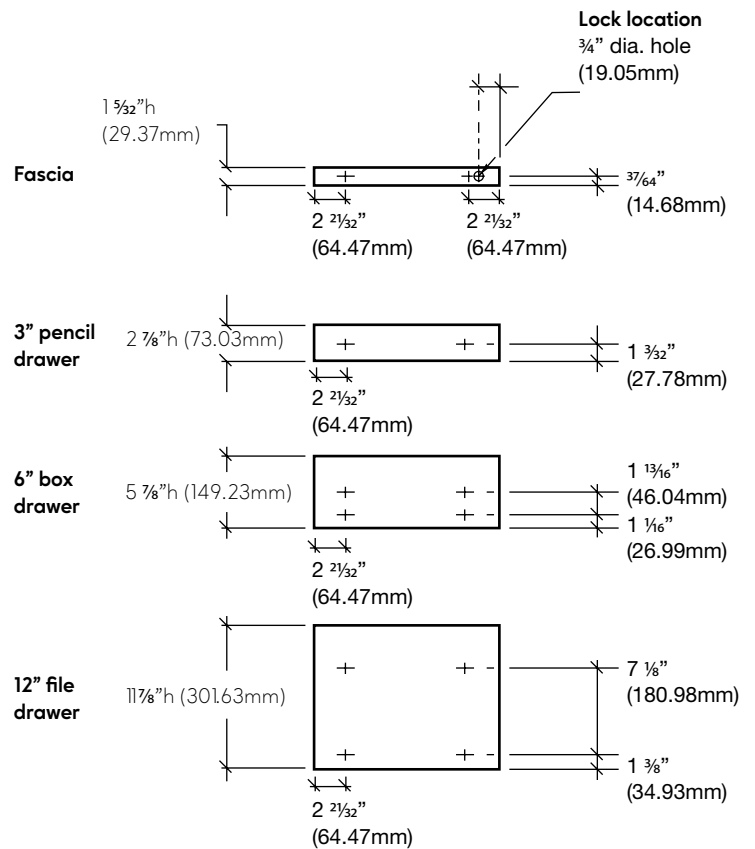 Lock location
¾” dia. hole
(19.05mm)
1 ⁵⁄₃₂”h
(29.37mm)
Fascia
³⁷⁄₆₄”
(14.68mm)
2 ²¹⁄₃₂”
(64.47mm)
2 ²¹⁄₃₂”
(64.47mm)
3” pencil
drawer
2 ⅞”h (73.03mm)
1 ³⁄₃₂”
(27.78mm)
2 ²¹⁄₃₂”
(64.47mm)
6” box
drawer
5 ⅞”h (149.23mm)
1 ¹³⁄₁₆”
(46.04mm)
1 ¹⁄₁₆”
(26.99mm)
2 ²¹⁄₃₂”
(64.47mm)
12” file
drawer
11⅞”h (301.63mm)
7 ⅛”
(180.98mm)
1 ⅜”
(34.93mm)
2 ²¹⁄₃₂”
(64.47mm)